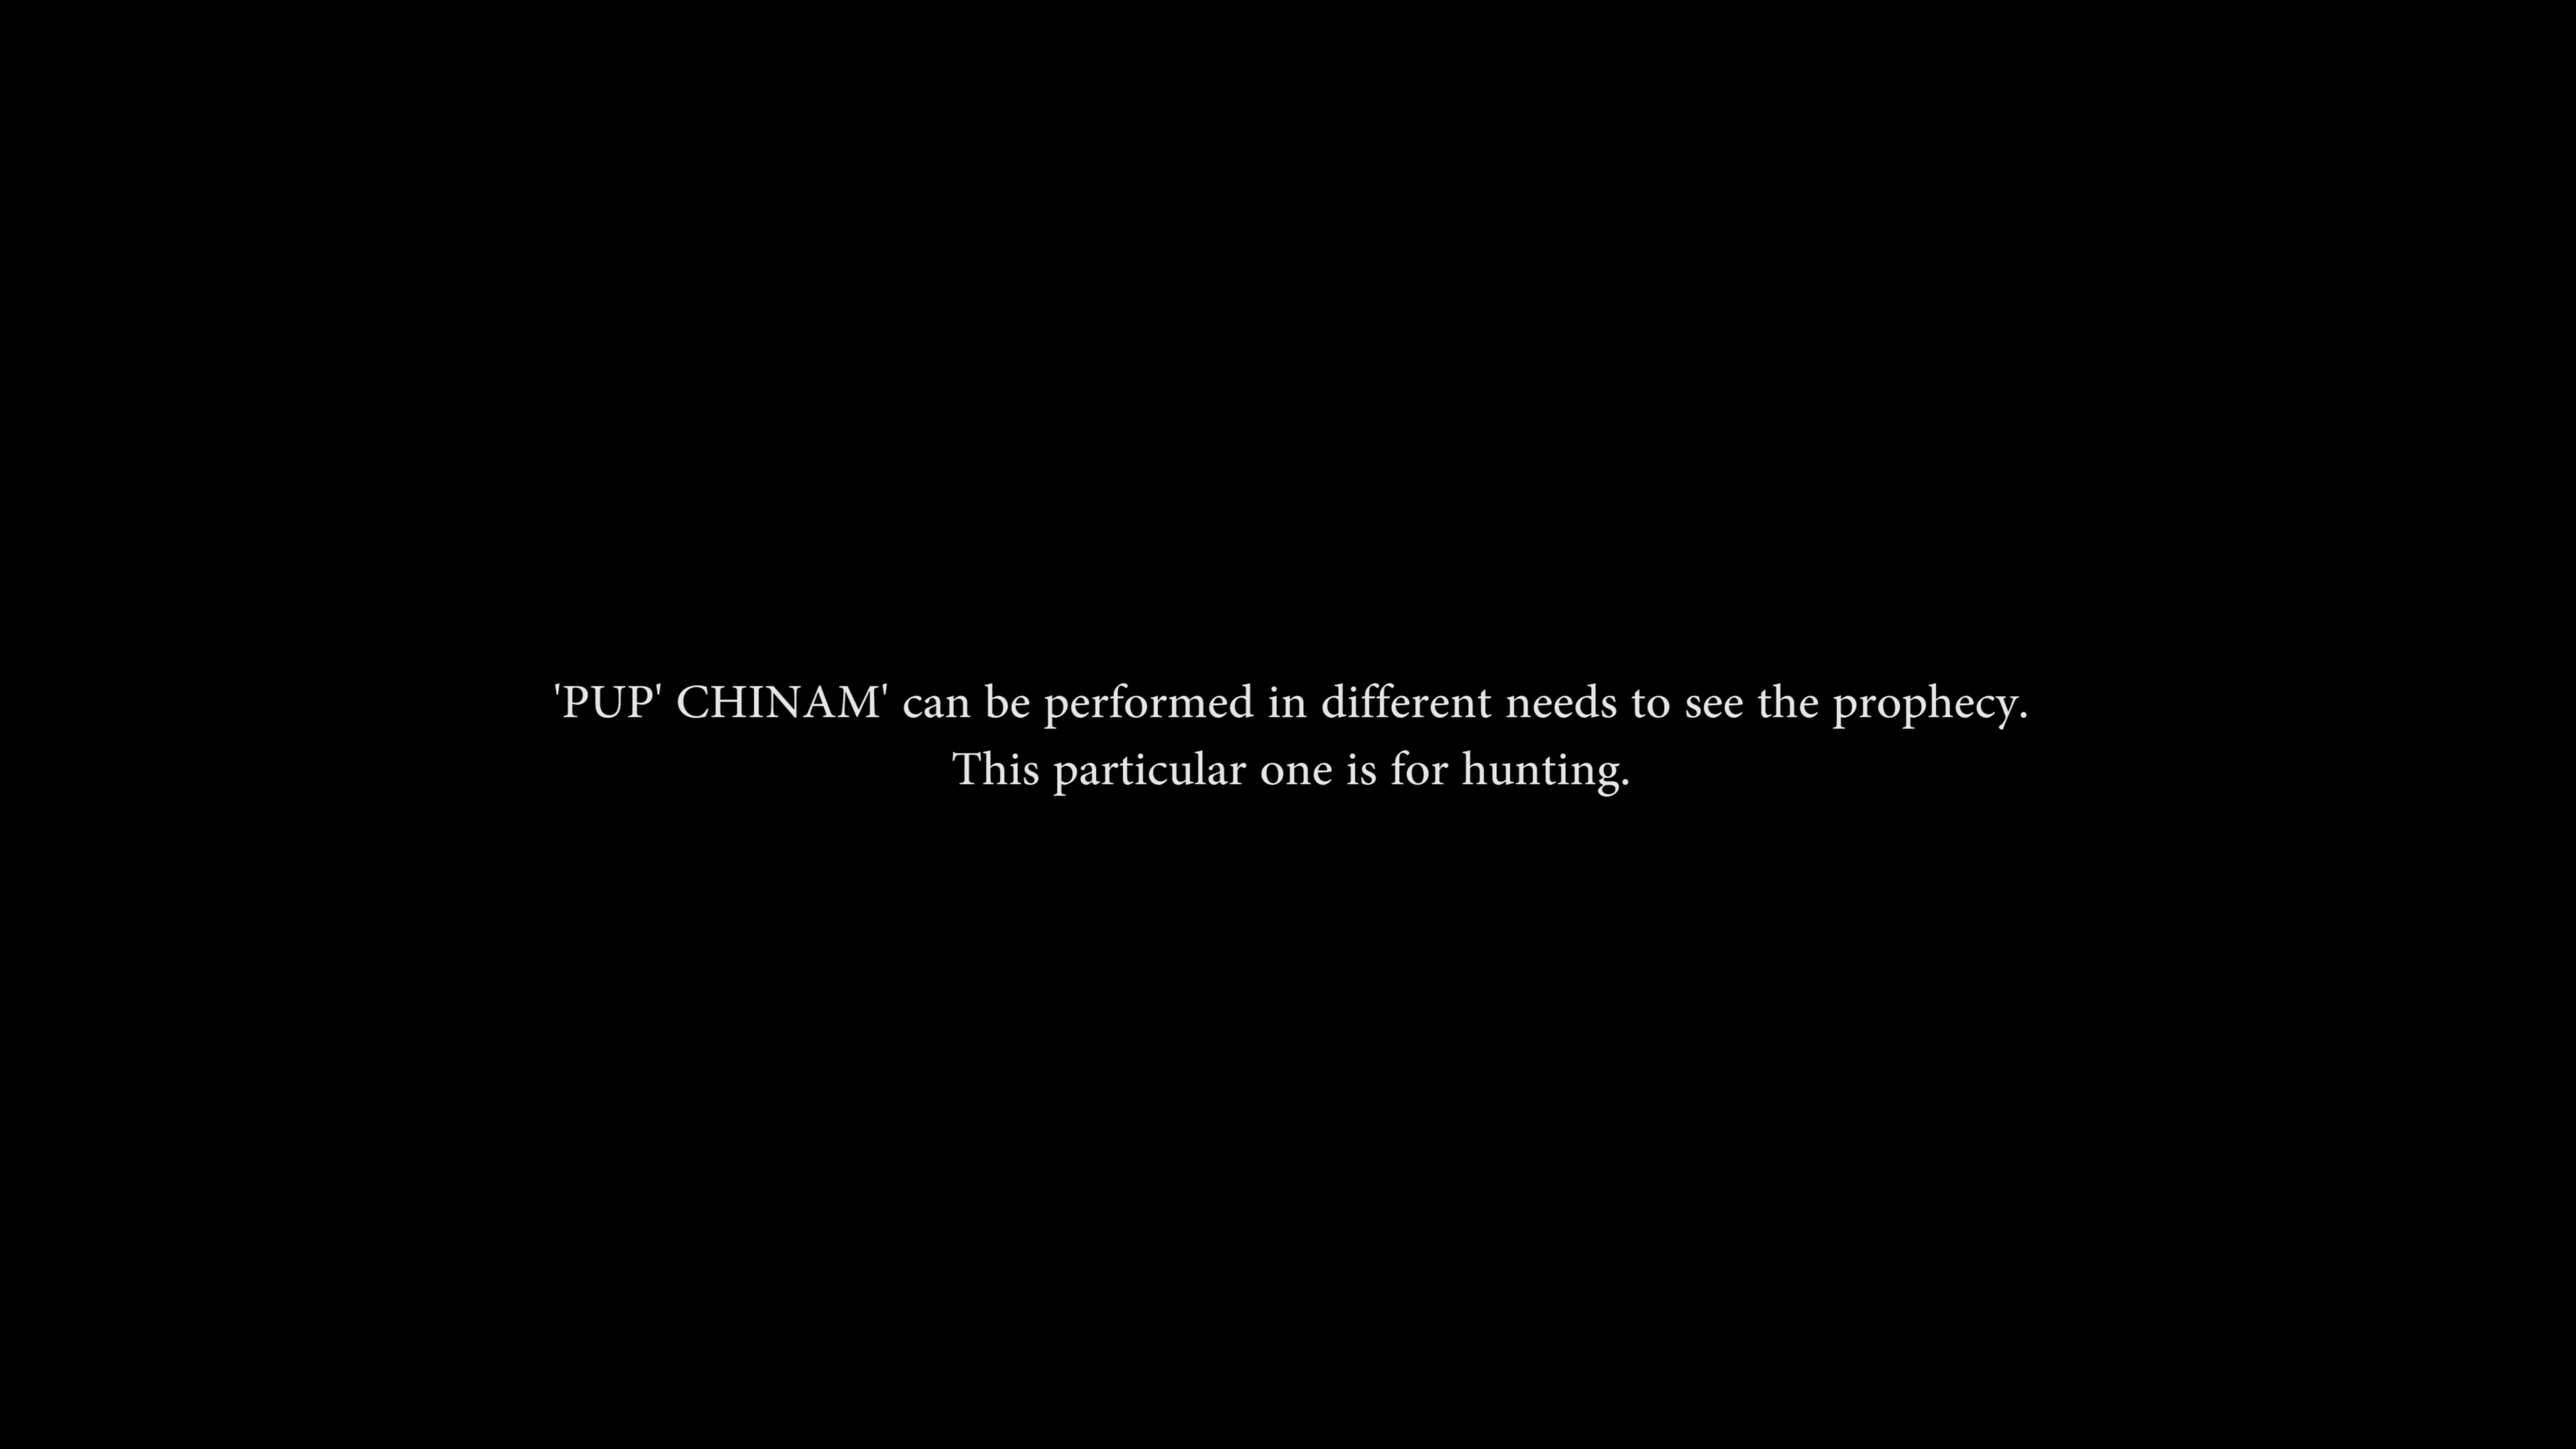 'PUP' CHINAM' can be performed in different needs to see the prophecy.
This particular one is for hunting.